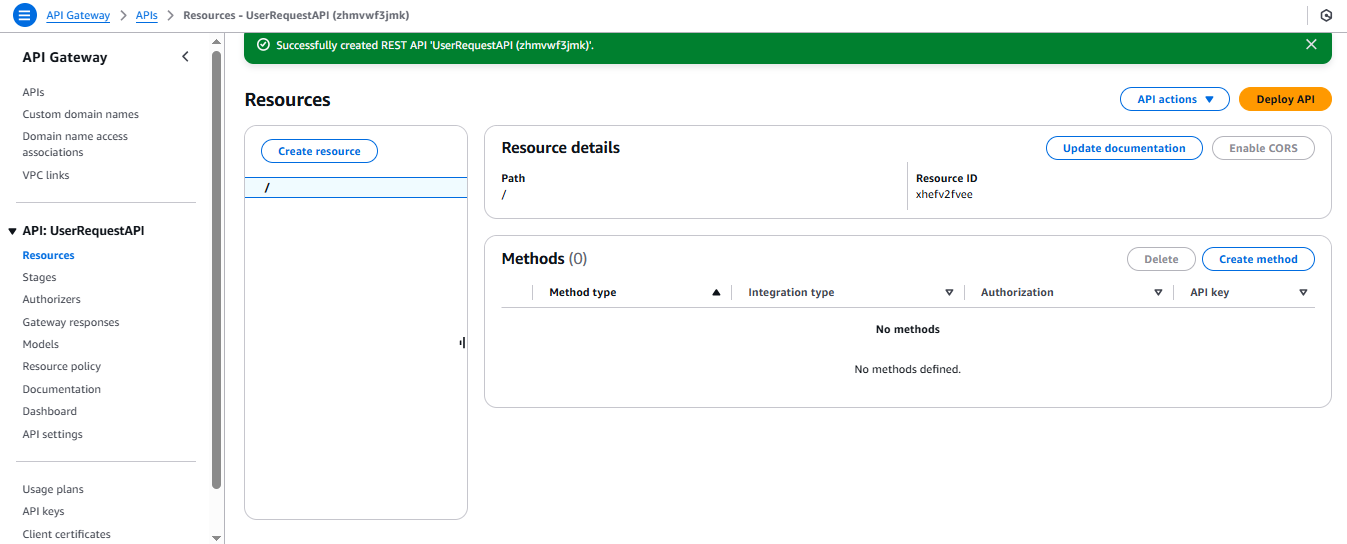 API Gateway > APIs > Resources - UserRequestAPI (zhmvwf3jmk)
API Gateway
APIs
Custom domain names
Domain name access
associations
VPC links
API: UserRequestAPI
Resources
Stages
Authorizers
Gateway responses
Models
Resource policy
Documentation
Dashboard
API settings
Usage plans
API keys
Client certificates
Successfully created REST API 'UserRequestAPI (zhmvwf3jmk)'.
Resources
API actions
Deploy API
Create resource
/
Resource details
Update documentation
Enable CORS
Path
/
Resource ID
xhefv2fvee
Methods (0)
Delete
Create method
Method type
Integration type
Authorization
API key
No methods
No methods defined.